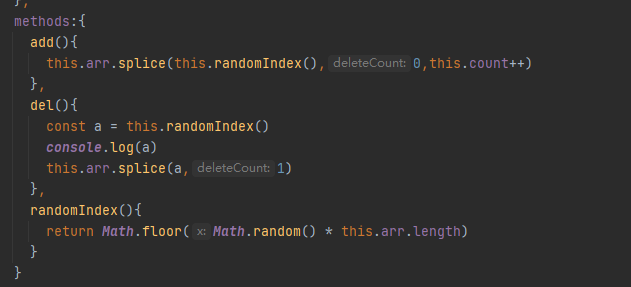 },
methods:{
add(){
this.arr.splice(this.randomIndex(), deleteCount: 0,this.count++)
},
del(){
const a = this.randomIndex()
console.log(a)
this.arr.splice(a, deleteCount: 1)
},
randomIndex(){
return Math.floor( x: Math.random() * this.arr.length)
}
}